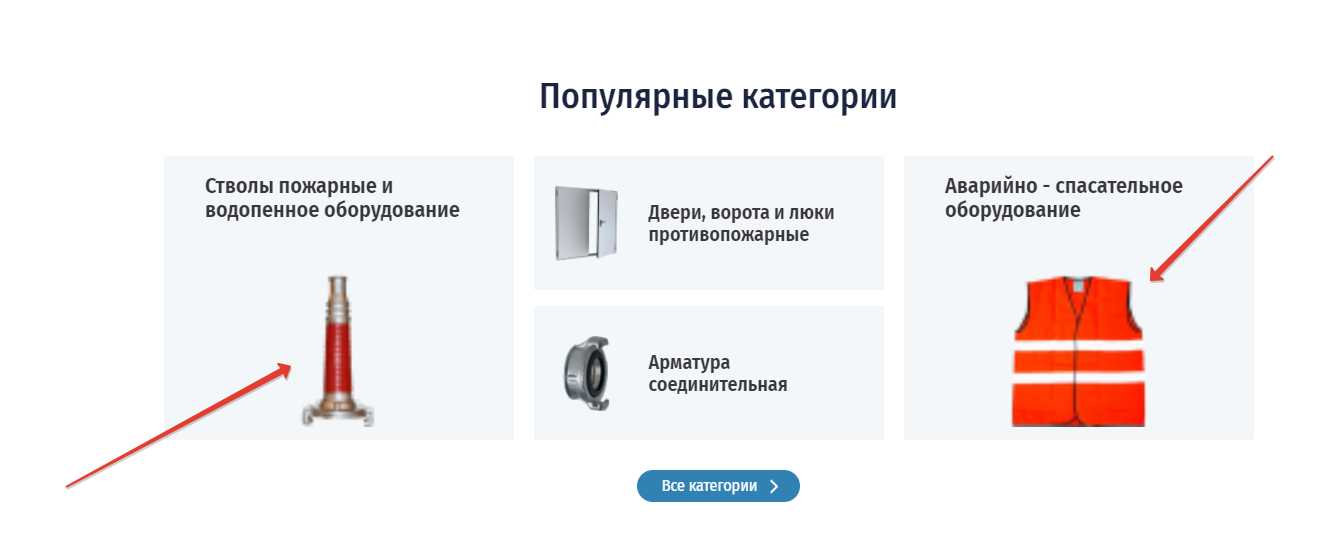 Популярные категории
Стволы пожарные и
водопенное оборудование
Двери, ворота и люки
противопожарные
Арматура
соединительная
Аварийно - спасательное
оборудование
Все категории